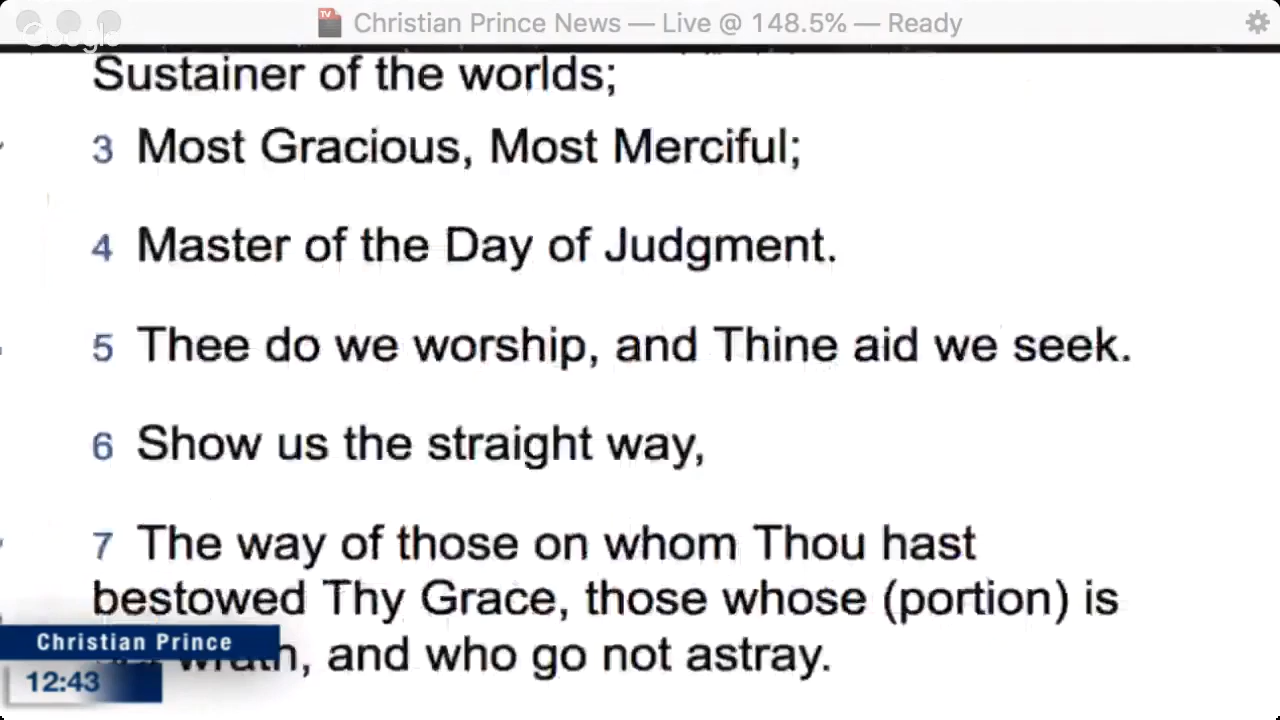 Christian Prince News — Live @ 148.5% — Ready
Google
Sustainer of the worlds;
3 Most Gracious, Most Merciful;
4 Master of the Day of Judgment.
5 Thee do we worship, and Thine aid we seek.
6 Show us the straight way,
7 The way of those on whom Thou hast
bestowed Thy Grace, those whose (portion) is
wrath, and who go not astray.
Christian Prince
12:43